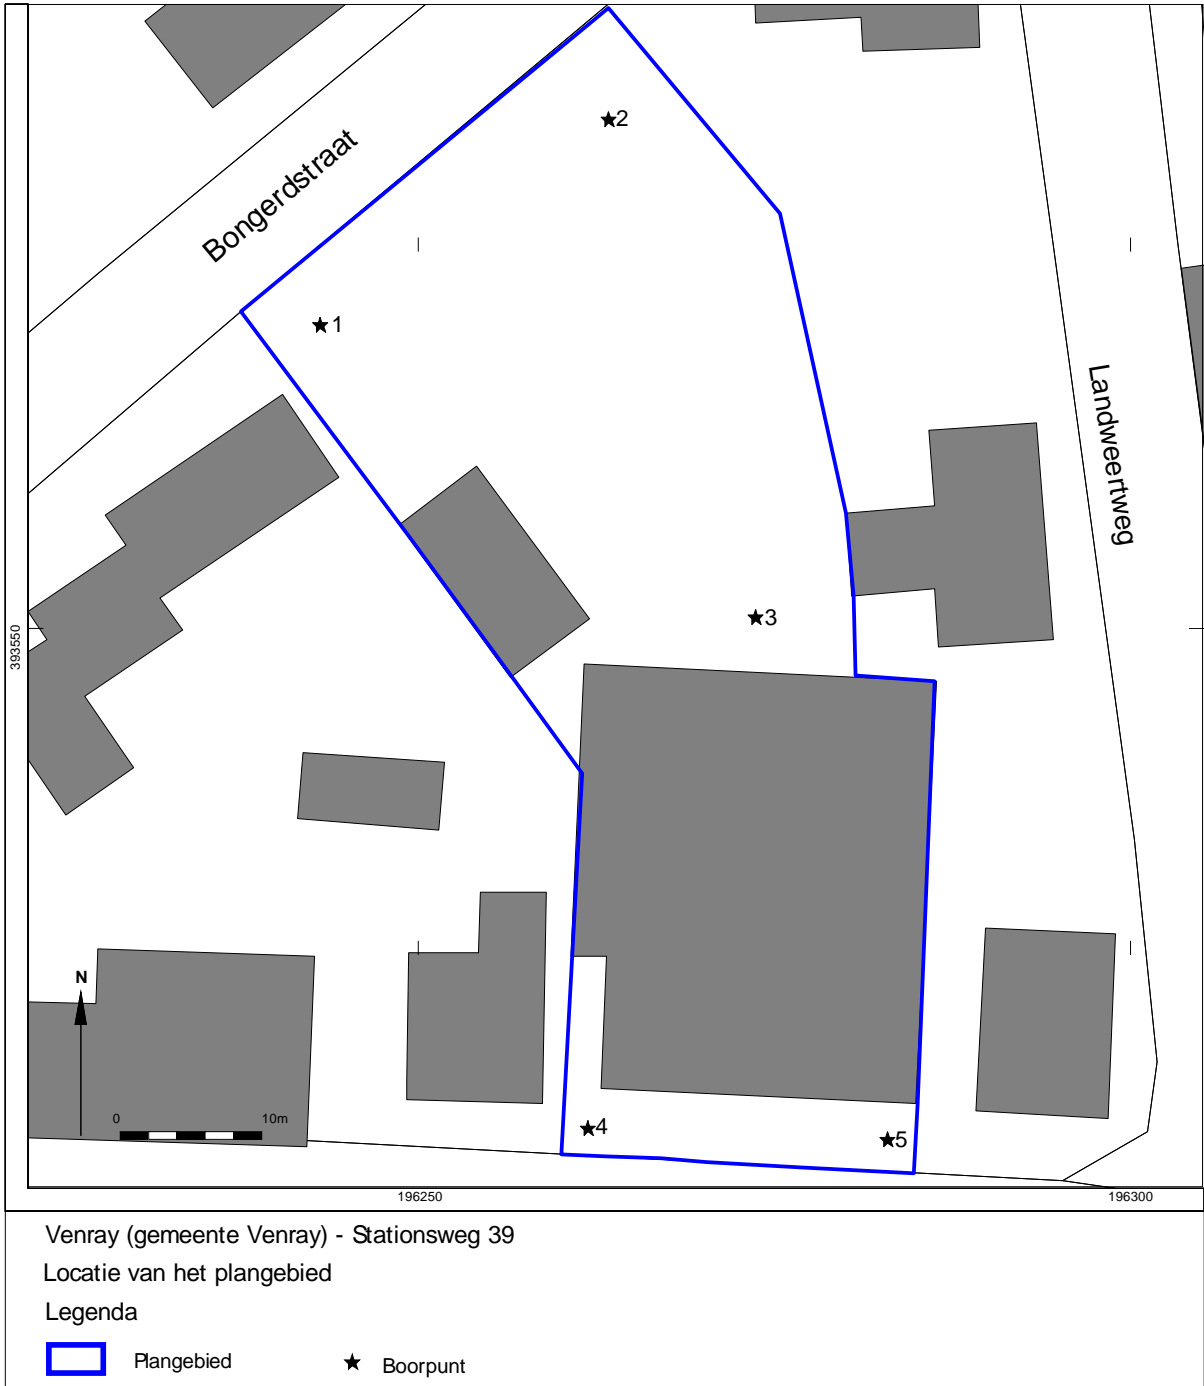 2
Bongerdstraat
1
Landweertweg
3
393550
N
0 10m
4
5
196250 196300
Venray (gemeente Venray) - Stationsweg 39
Locatie van het plangebied
Legenda
Plangebied Boorpunt